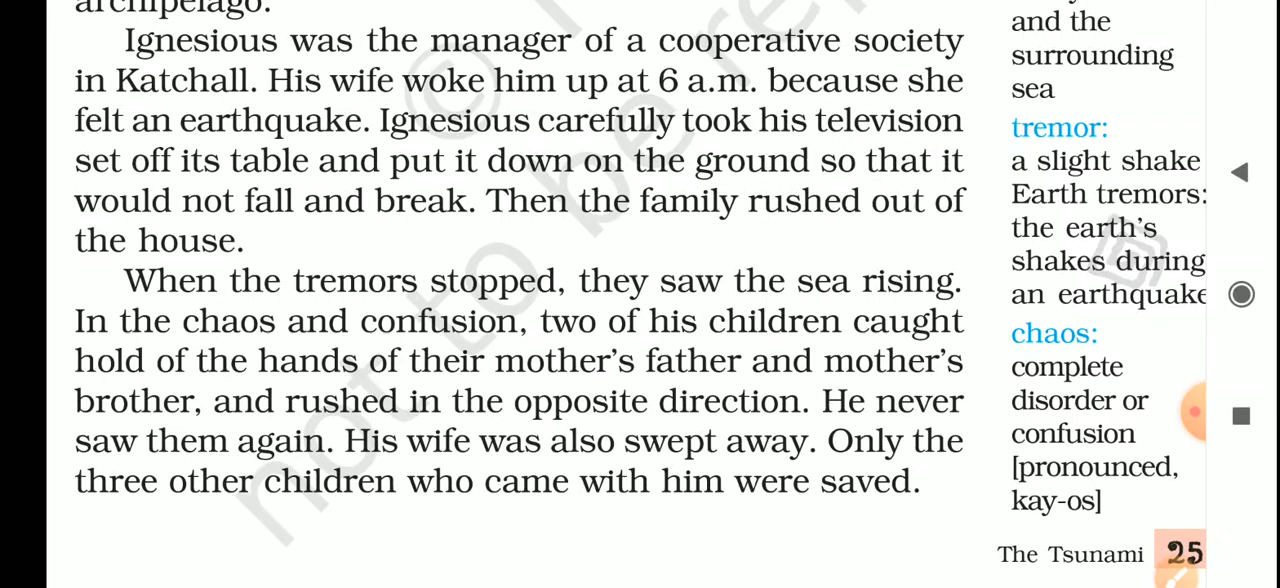 archipelago.
Ignesious was the manager of a cooperative society
in Katchall. His wife woke him up at 6 a.m. because she
felt an earthquake. Ignesious carefully took his television
set off its table and put it down on the ground so that it
would not fall and break. Then the family rushed out of
the house.
When the tremors stopped, they saw the sea rising.
In the chaos and confusion, two of his children caught
hold of the hands of their mother's father and mother's
brother, and rushed in the opposite direction. He never
saw them again. His wife was also swept away. Only the
three other children who came with him were saved.
and the
surrounding
sea
tremor:
a slight shake
Earth tremors:
the earth's
shakes during
an earthquake
chaos:
complete
disorder or
confusion
[pronounced,
kay-os]
The Tsunami 25
not to be re
©